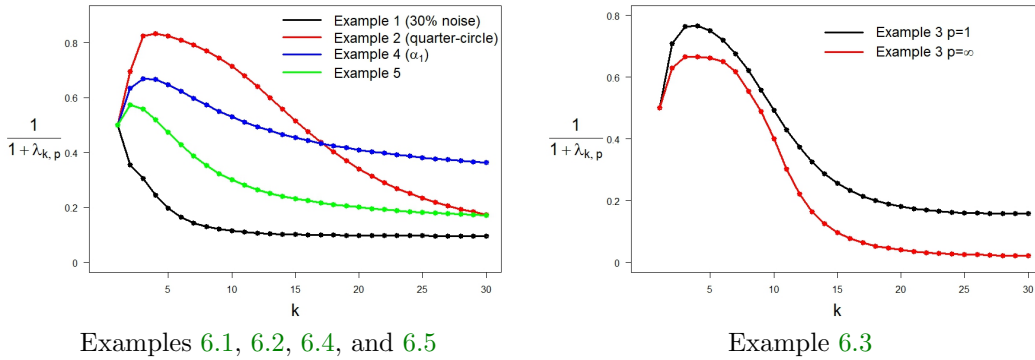 Example 1 (30% noise)
Example 2 (quarter-circle)
Example 4 (α₁)
Example 5
0.8
0.6
0.4
0.2
0
1
1 + λk, p
5
10
15
20
25
30
k
Examples 6.1, 6.2, 6.4, and 6.5
Example 3 p=1
Example 3 p=∞
0.8
0.6
0.4
0.2
0
1
1 + λk, p
5
10
15
20
25
30
k
Example 6.3